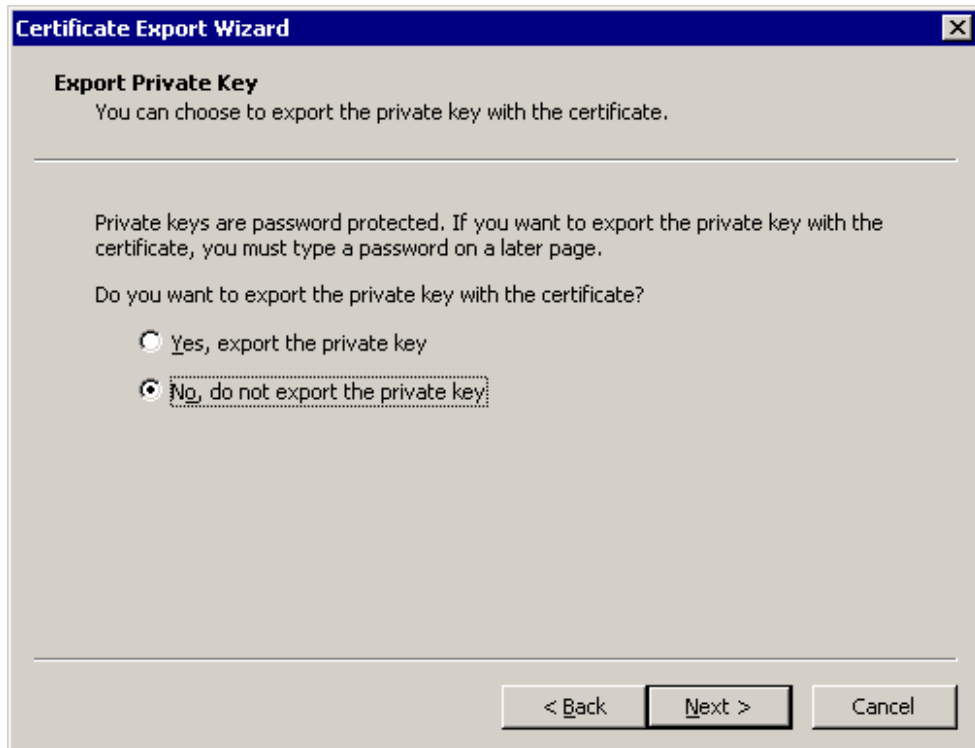 Certificate Export Wizard
Export Private Key
You can choose to export the private key with the certificate.
Private keys are password protected. If you want to export the private key with the
certificate, you must type a password on a later page.
Do you want to export the private key with the certificate?
Yes, export the private key
No, do not export the private key
< Back
Next >
Cancel